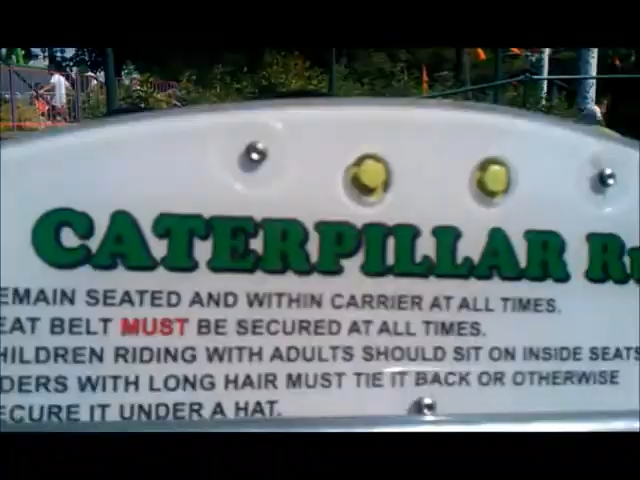 CATERPILLAR R
EMAIN SEATED AND WITHIN CARRIER AT ALL TIMES.
EAT BELT MUST BE SECURED AT ALL TIMES.
HILDREN RIDING WITH ADULTS SHOULD SIT ON INSIDE SEATS
DERS WITH LONG HAIR MUST TIE IT BACK OR OTHERWISE
ECURE IT UNDER A HAT.